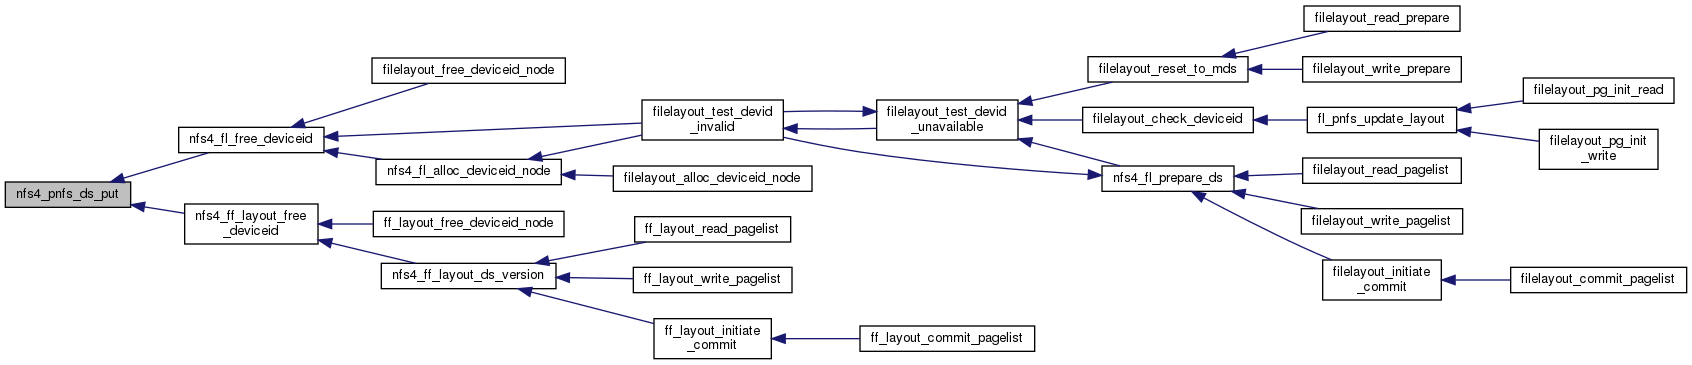 nfs4_pnfs_ds_put
nfs4_fl_free_deviceid
nfs4_ff_layout_free
_deviceid
filelayout_free_deviceid_node
nfs4_fl_alloc_deviceid_node
ff_layout_free_deviceid_node
nfs4_ff_layout_ds_version
filelayout_test_devid
_invalid
filelayout_alloc_deviceid_node
ff_layout_read_pagelist
ff_layout_write_pagelist
ff_layout_initiate
_commit
filelayout_test_devid
_unavailable
ff_layout_commit_pagelist
filelayout_reset_to_mds
filelayout_check_deviceid
nfs4_fl_prepare_ds
filelayout_read_prepare
filelayout_write_prepare
fl_pnfs_update_layout
filelayout_read_pagelist
filelayout_write_pagelist
filelayout_initiate
_commit
filelayout_pg_init_read
filelayout_pg_init
_write
filelayout_commit_pagelist